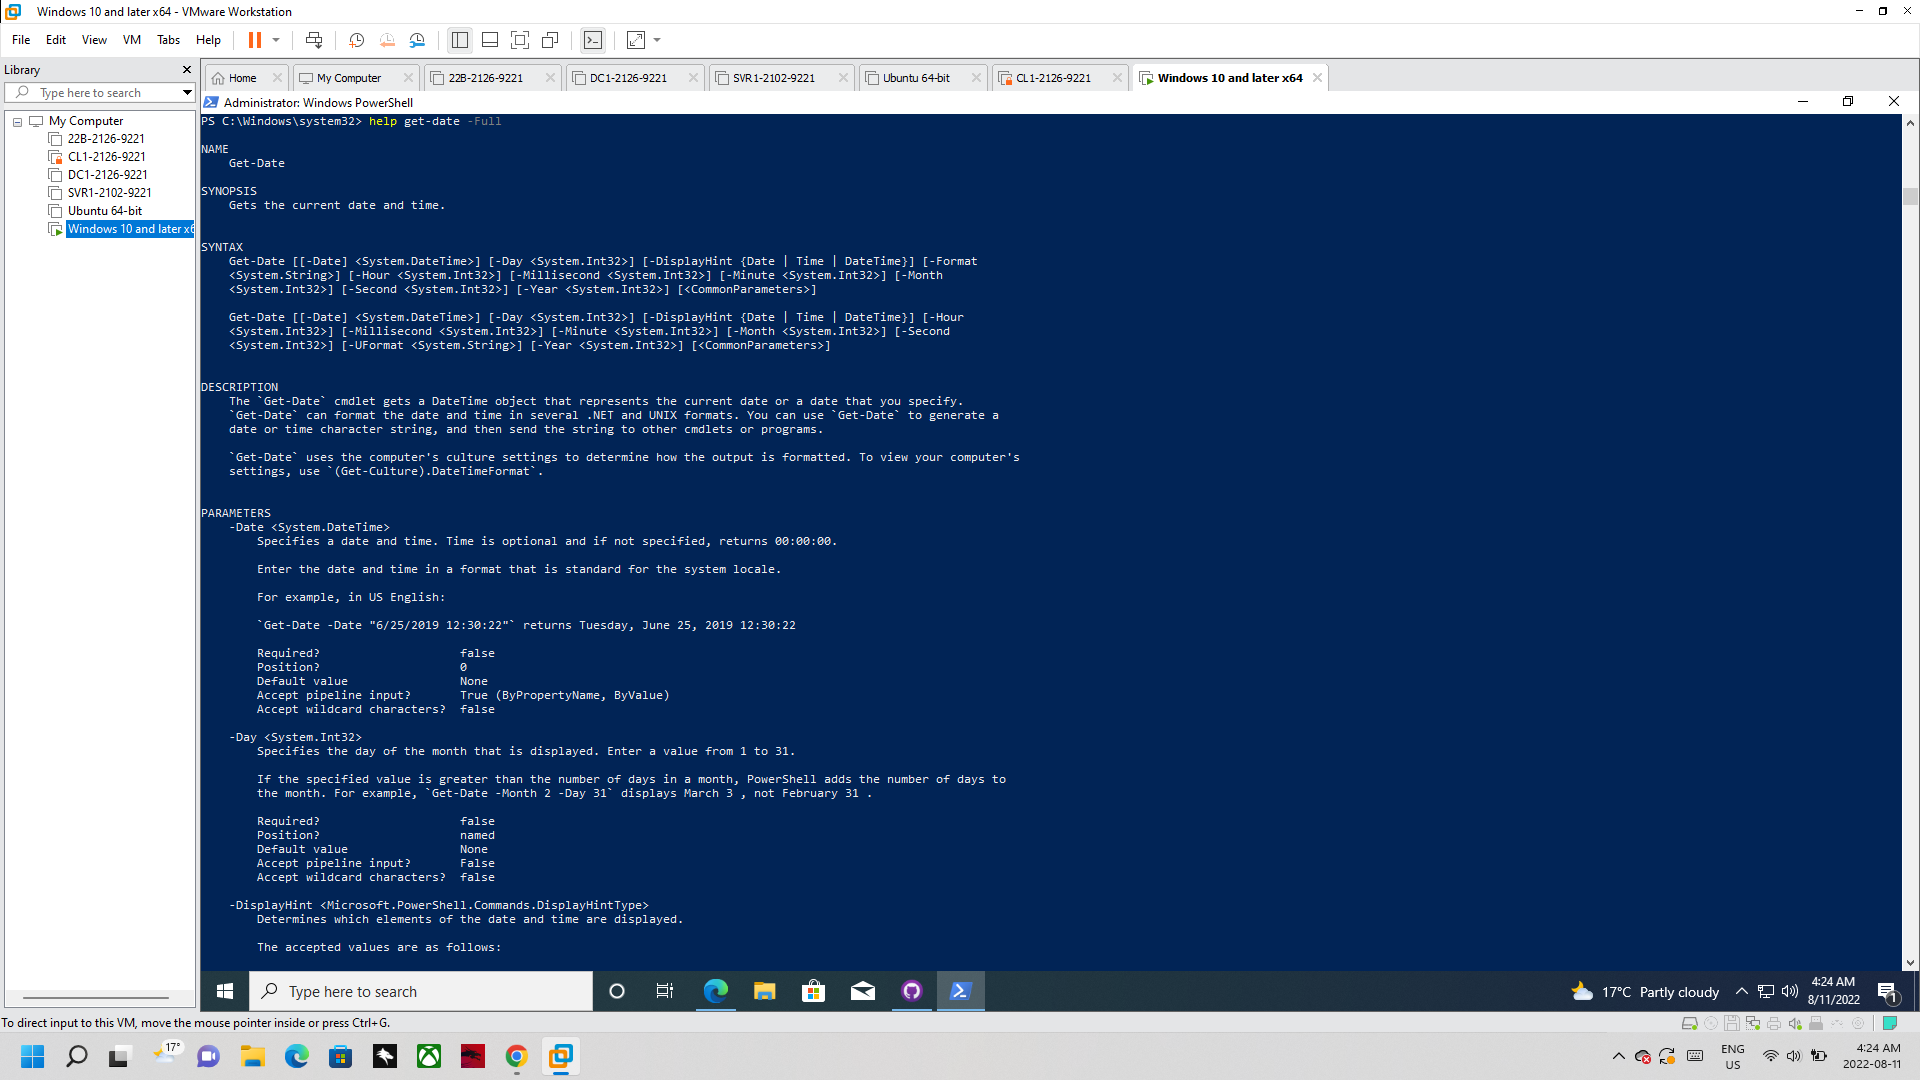 Windows 10 and later x64 - VMware Workstation
File Edit View VM Tabs Help
Library
Type here to search
My Computer
22B-2126-9221
CL1-2126-9221
DC1-2126-9221
SVR1-2102-9221
Ubuntu 64-bit
Windows 10 and later x6
Home My Computer 22B-2126-9221 DC1-2126-9221 SVR1-2102-9221 Ubuntu 64-bit CL1-2126-9221 Windows 10 and later x64
Administrator: Windows PowerShell
PS C:\Windows\system32> help get-date -Full
NAME
Get-Date
SYNOPSIS
Gets the current date and time.
SYNTAX
Get-Date [[-Date] <System.DateTime>] [-Day <System.Int32>] [-DisplayHint {Date | Time | DateTime}] [-Format
<System.String>] [-Hour <System.Int32>] [-Millisecond <System.Int32>] [-Minute <System.Int32>] [-Month
<System.Int32>] [-Second <System.Int32>] [-Year <System.Int32>] [<CommonParameters>]
Get-Date [[-Date] <System.DateTime>] [-Day <System.Int32>] [-DisplayHint {Date | Time | DateTime}] [-Hour
<System.Int32>] [-Millisecond <System.Int32>] [-Minute <System.Int32>] [-Month <System.Int32>] [-Second
<System.Int32>] [-UFormat <System.String>] [-Year <System.Int32>] [<CommonParameters>]
DESCRIPTION
The `Get-Date` cmdlet gets a DateTime object that represents the current date or a date that you specify.
`Get-Date` can format the date and time in several .NET and UNIX formats. You can use `Get-Date` to generate a
date or time character string, and then send the string to other cmdlets or programs.
`Get-Date` uses the computer's culture settings to determine how the output is formatted. To view your computer's
settings, use `(Get-Culture).DateTimeFormat`.
PARAMETERS
-Date <System.DateTime>
Specifies a date and time. Time is optional and if not specified, returns 00:00:00.
Enter the date and time in a format that is standard for the system locale.
For example, in US English:
`Get-Date -Date "6/25/2019 12:30:22"` returns Tuesday, June 25, 2019 12:30:22
Required? false
Position? 0
Default value None
Accept pipeline input? True (ByPropertyName, ByValue)
Accept wildcard characters? false
-Day <System.Int32>
Specifies the day of the month that is displayed. Enter a value from 1 to 31.
If the specified value is greater than the number of days in a month, PowerShell adds the number of days to
the month. For example, `Get-Date -Month 2 -Day 31` displays March 3 , not February 31 .
Required? false
Position? named
Default value None
Accept pipeline input? False
Accept wildcard characters? false
-DisplayHint <Microsoft.PowerShell.Commands.DisplayHintType>
Determines which elements of the date and time are displayed.
The accepted values are as follows:
Type here to search
17°C Partly cloudy
4:24 AM
8/11/2022
1
To direct input to this VM, move the mouse pointer inside or press Ctrl+G.
17°
ENG
US
4:24 AM
2022-08-11